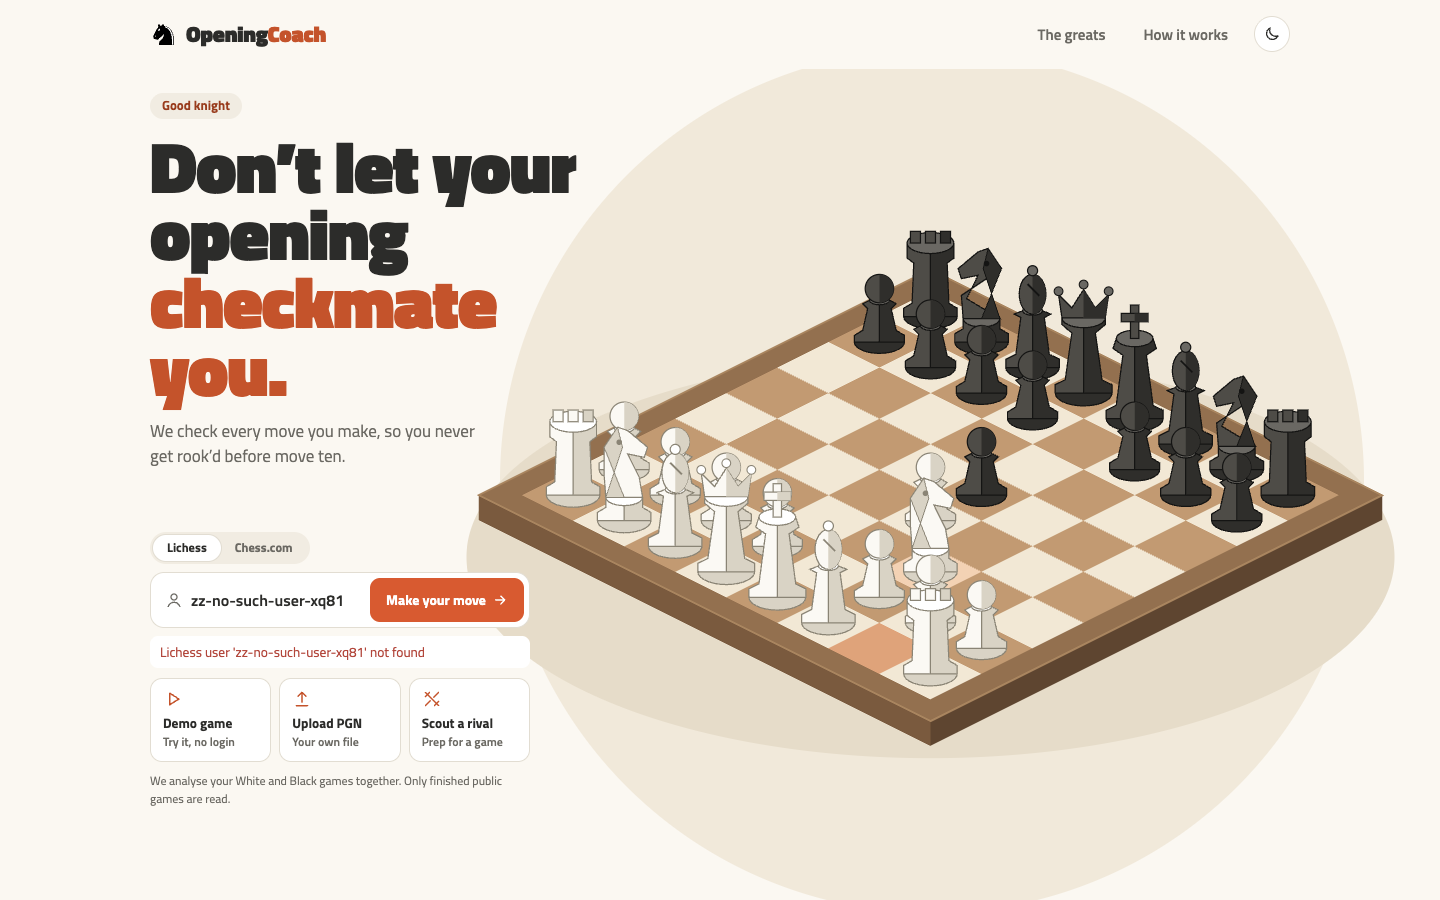 OpeningCoach
The greats
How it works
Good knight
Don’t let your
opening
checkmate
you.
We check every move you make, so you never
get rook’d before move ten.
Lichess
Chess.com
zz-no-such-user-xq81
Make your move →
Lichess user 'zz-no-such-user-xq81' not found
Demo game
Try it, no login
Upload PGN
Your own file
Scout a rival
Prep for a game
We analyse your White and Black games together. Only finished public
games are read.